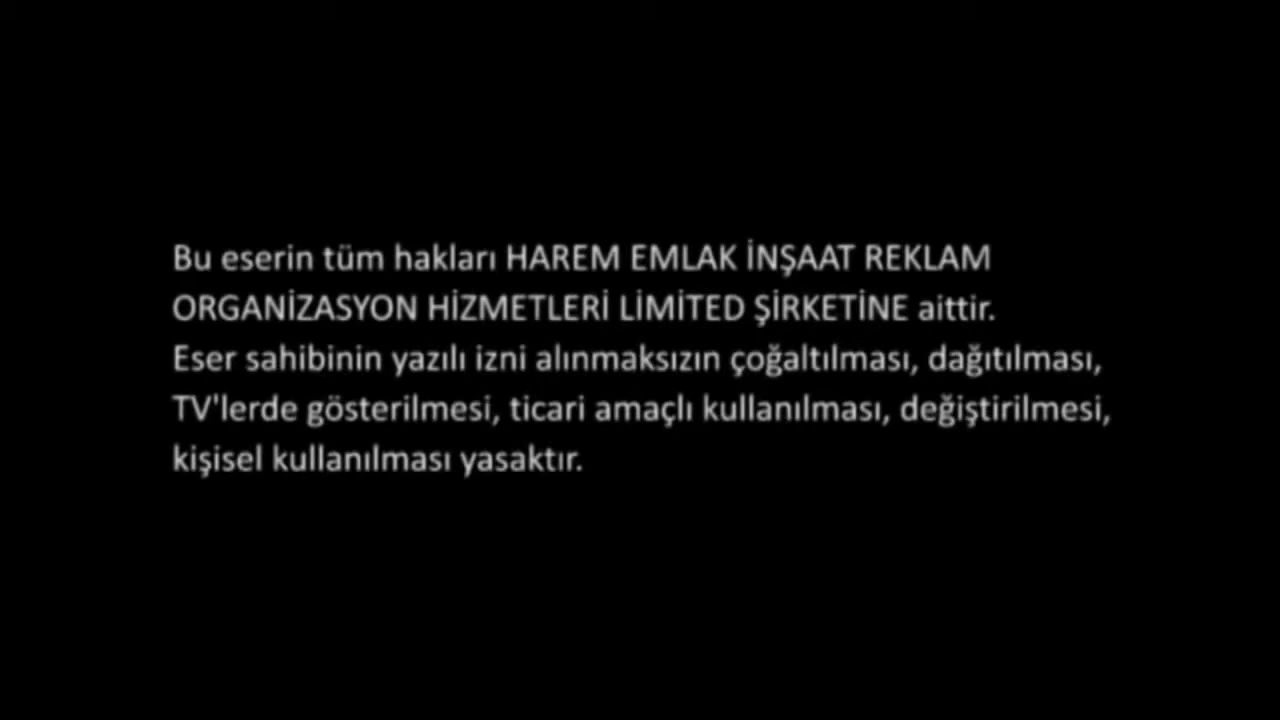 Bu eserin tüm hakları HAREM EMLAK İNŞAAT REKLAM
ORGANİZASYON HİZMETLERİ LİMİTED ŞİRKETİNE aittir.
Eser sahibinin yazılı izni alınmaksızın çoğaltılması, dağıtılması,
TV'lerde gösterilmesi, ticari amaçlı kullanılması, değiştirilmesi,
kişisel kullanılması yasaktır.